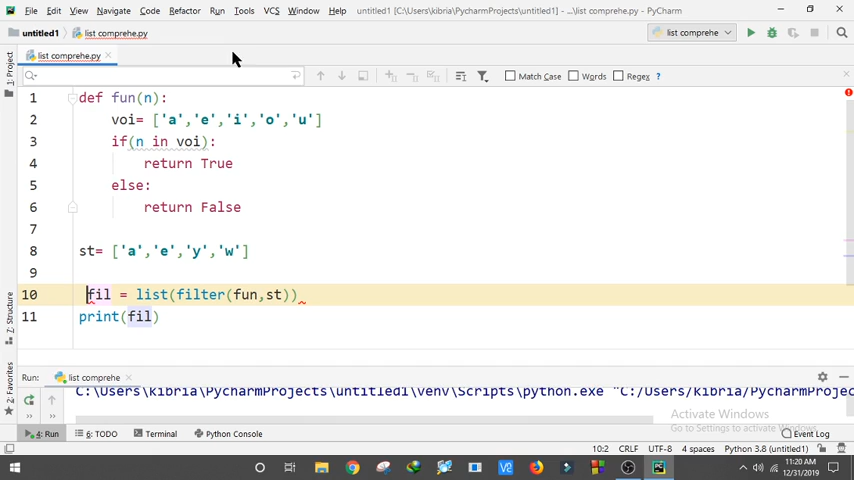 File Edit View Navigate Code Refactor Run Tools VCS Window Help untitled1 [C:\Users\kibria\PycharmProjects\untitled1] - ...\list comprehe.py - PyCharm
untitled1 list comprehe.py list comprehe
list comprehe.py
Match Case Words Regex ?
1 def fun(n):
2 voi= ['a','e','i','o','u']
3 if(n in voi):
4 return True
5 else:
6 return False
7
8 st= ['a','e','y','w']
9
10 fil = list(filter(fun,st))
11 print(fil)
1: Project
Z: Structure
2: Favorites
Run: list comprehe
C:\Users\kibria\PycharmProjects\untitled1\venv\Scripts\python.exe "C:/Users/kibria/PycharmProjec
Activate Windows
Go to Settings to activate Windows.
4: Run 6: TODO Terminal Python Console Event Log
10:2 CRLF UTF-8 4 spaces Python 3.8 (untitled1)
11:20 AM
12/31/2019